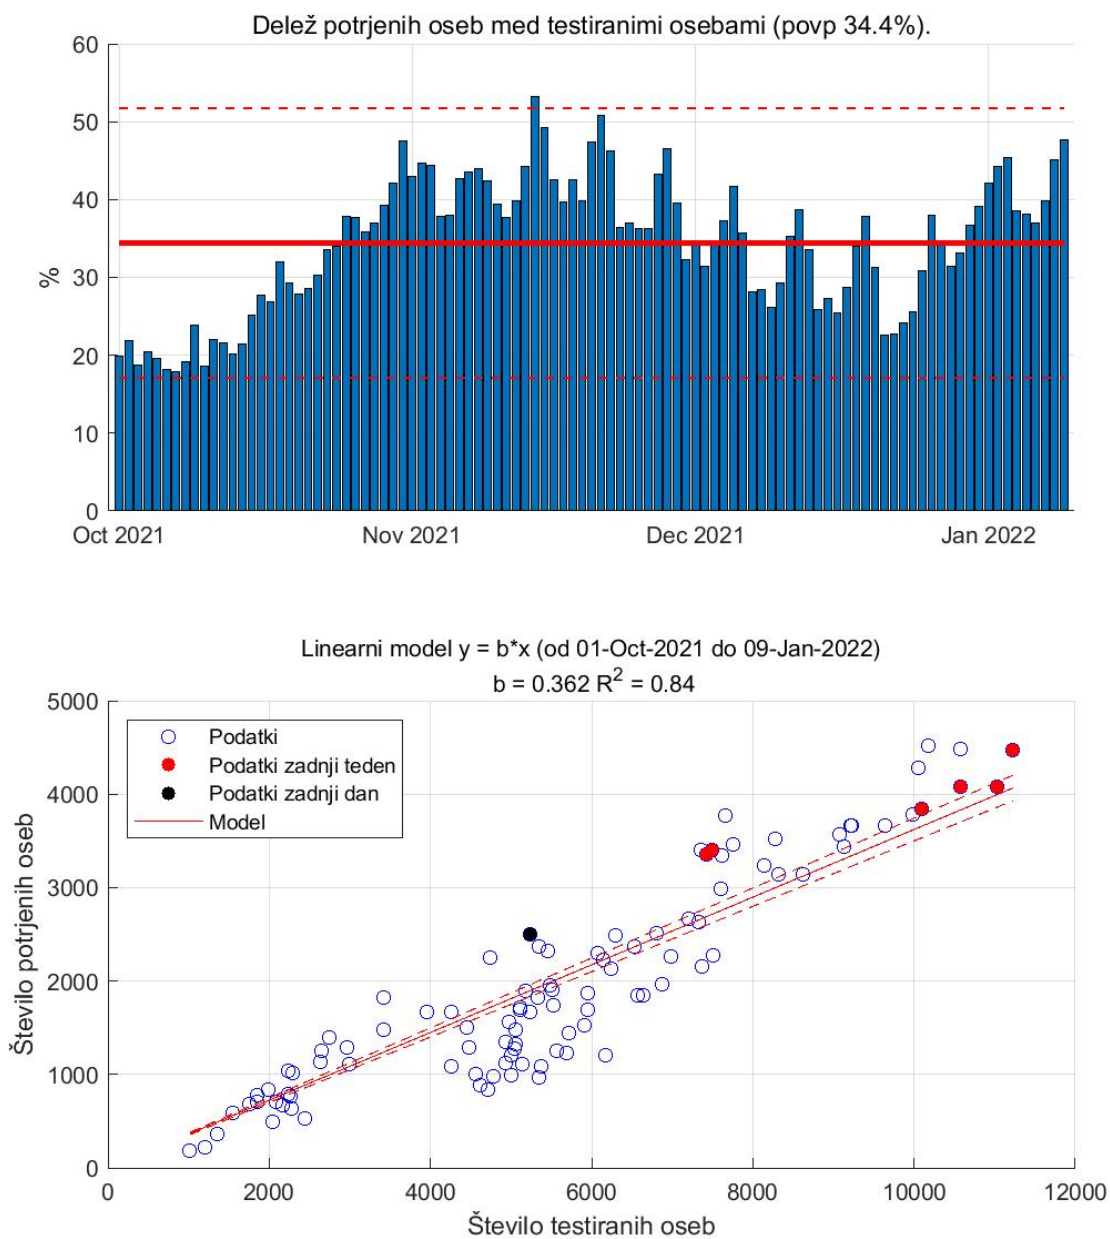 Delež potrjenih oseb med testiranimi osebami (povp 34.4%).
60
50
40
30
20
10
0
%
Oct 2021 Nov 2021 Dec 2021 Jan 2022
Linearni model y = b*x (od 01-Oct-2021 do 09-Jan-2022)
b = 0.362 R² = 0.84
5000
4000
3000
2000
1000
0
Število potrjenih oseb
Podatki
Podatki zadnji teden
Podatki zadnji dan
Model
0 2000 4000 6000 8000 10000 12000
Število testiranih oseb